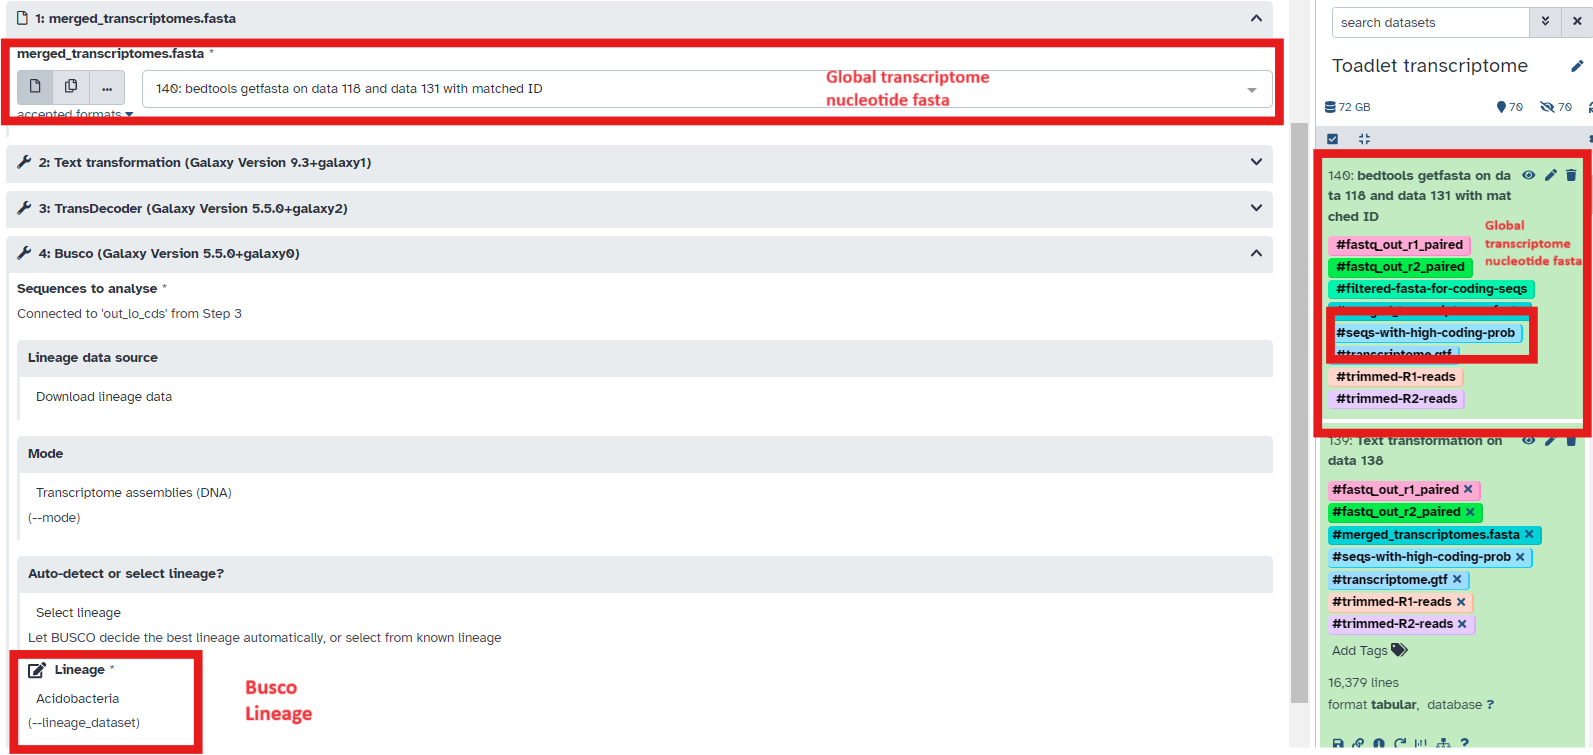 1: merged_transcriptomes.fasta
merged_transcriptomes.fasta *
...
140: bedtools getfasta on data 118 and data 131 with matched ID
Global transcriptome
nucleotide fasta
accepted formats
2: Text transformation (Galaxy Version 9.3+galaxy1)
3: TransDecoder (Galaxy Version 5.5.0+galaxy2)
4: Busco (Galaxy Version 5.5.0+galaxy0)
Sequences to analyse *
Connected to 'out_lo_cds' from Step 3
Lineage data source
Download lineage data
Mode
Transcriptome assemblies (DNA)
(--mode)
Auto-detect or select lineage?
Select lineage
Let BUSCO decide the best lineage automatically, or select from known lineage
Lineage *
Acidobacteria
(--lineage_dataset)
Busco
Lineage
search datasets
Toadlet transcriptome
72 GB
70
70
140: bedtools getfasta on da
ta 118 and data 131 with mat
ched ID
Global
transcriptome
nucleotide fasta
#fastq_out_r1_paired
#fastq_out_r2_paired
#filtered-fasta-for-coding-seqs
#seqs-with-high-coding-prob
#transcriptome.gtf
#trimmed-R1-reads
#trimmed-R2-reads
139: Text transformation on
data 138
#fastq_out_r1_paired
#fastq_out_r2_paired
#merged_transcriptomes.fasta
#seqs-with-high-coding-prob
#transcriptome.gtf
#trimmed-R1-reads
#trimmed-R2-reads
Add Tags
16,379 lines
format tabular, database ?